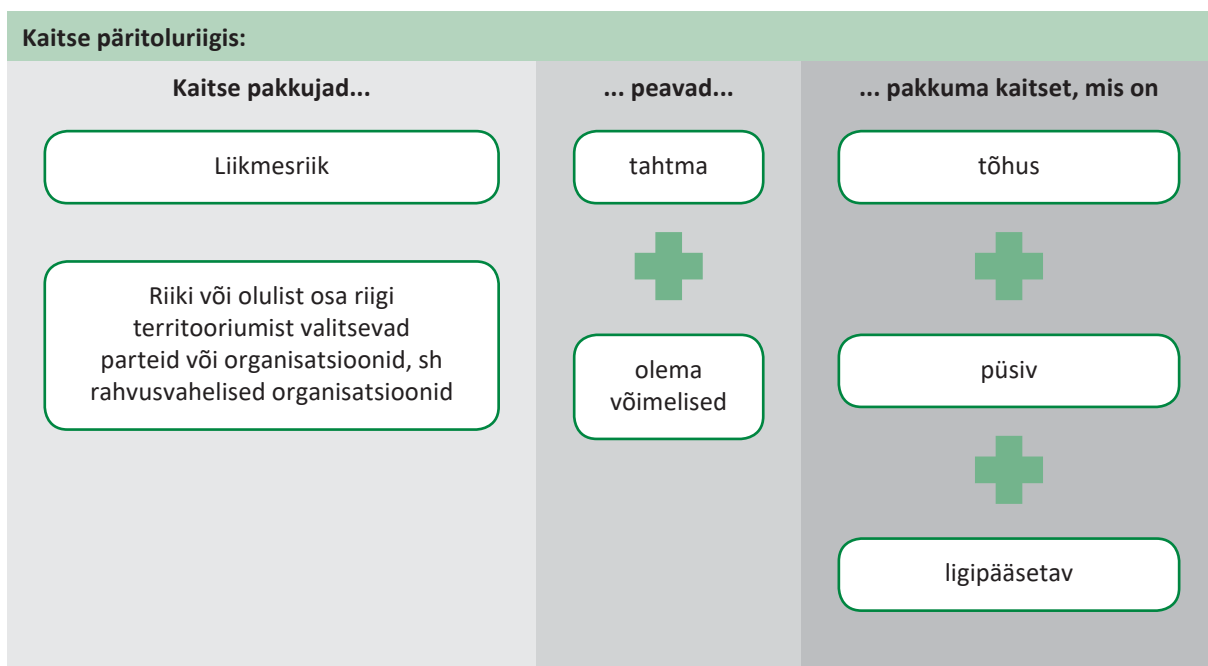 Kaitse päritoluriigis:
Kaitse pakkujad...
Liikmesriik
Riiki või olulist osa riigi
territooriumist valitsevad
parteid või organisatsioonid, sh
rahvusvahelised organisatsioonid
... peavad...
tahtma
olema
võimelised
... pakkuma kaitset, mis on
tõhus
püsiv
ligipääsetav